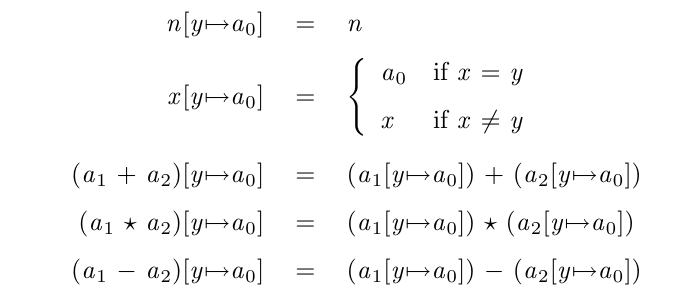 n[y↦a₀] = n
x[y↦a₀] = { a₀ if x = y
x if x ≠ y
(a₁ + a₂)[y↦a₀] = (a₁[y↦a₀]) + (a₂[y↦a₀])
(a₁ ⋆ a₂)[y↦a₀] = (a₁[y↦a₀]) ⋆ (a₂[y↦a₀])
(a₁ − a₂)[y↦a₀] = (a₁[y↦a₀]) − (a₂[y↦a₀])